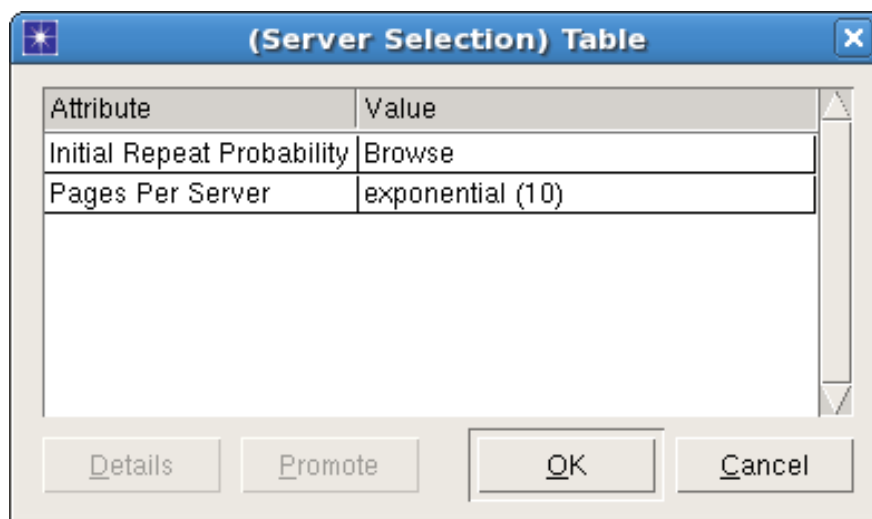 (Server Selection) Table
Attribute Value
Initial Repeat Probability Browse
Pages Per Server exponential (10)
Details Promote OK Cancel